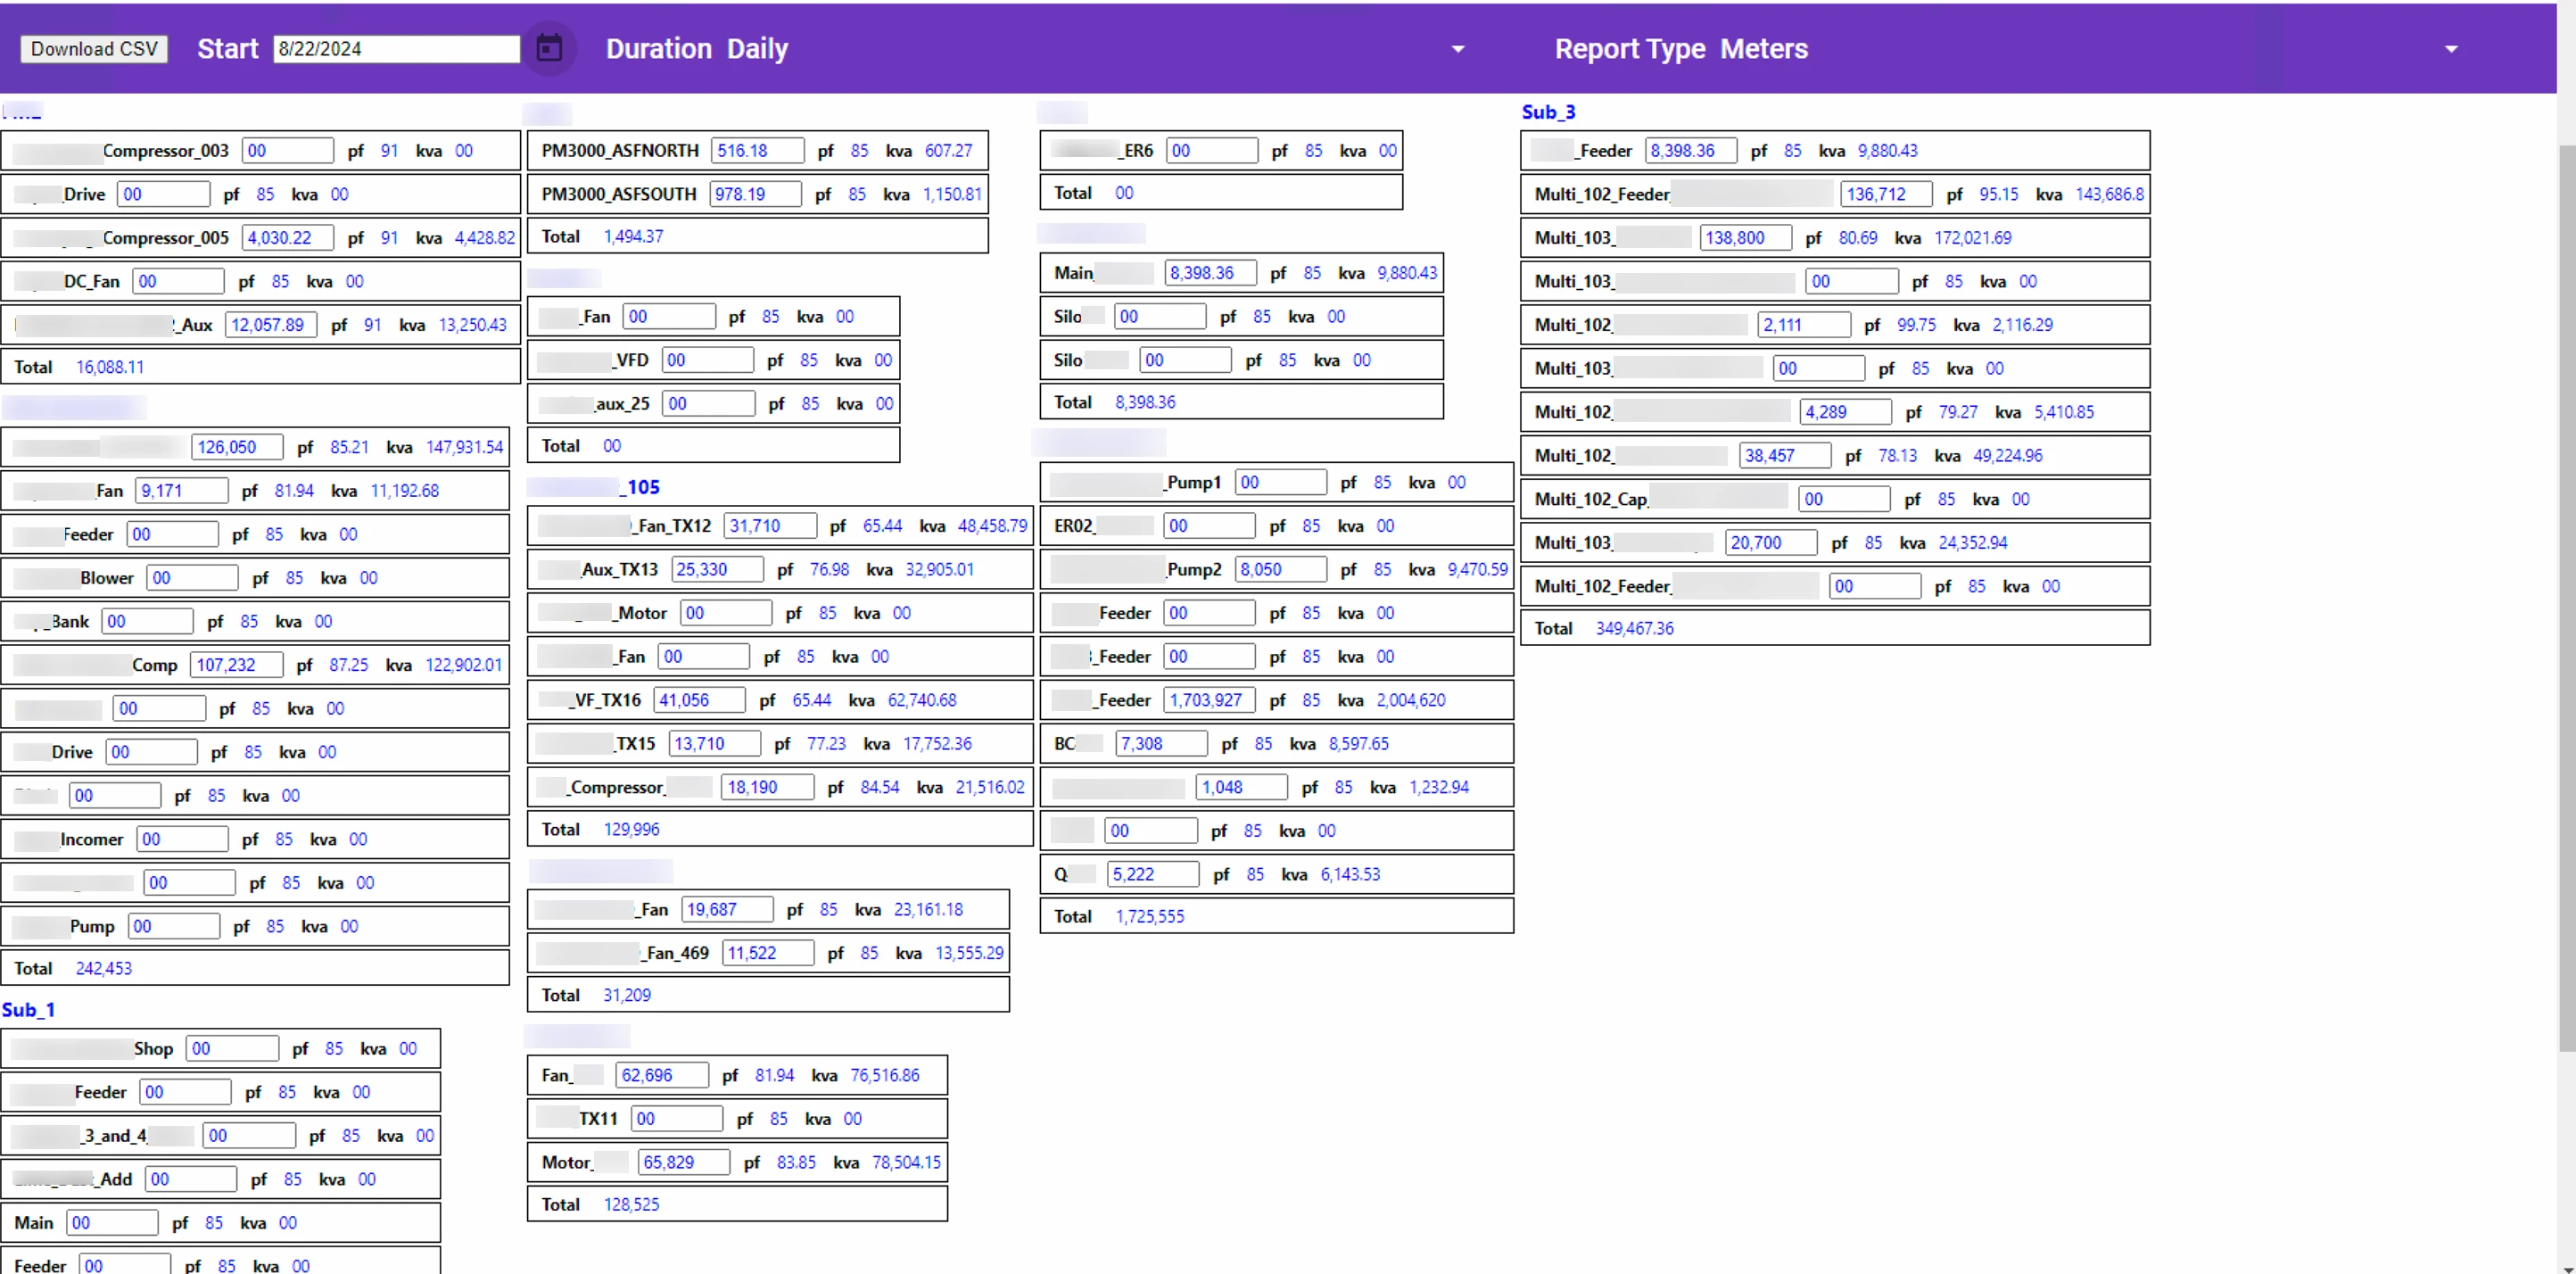 Download CSV Start 8/22/2024 Duration Daily Report Type Meters
Compressor_003 00 pf 91 kva 00
Drive 00 pf 85 kva 00
Compressor_005 4,030.22 pf 91 kva 4,428.82
DC_Fan 00 pf 85 kva 00
_Aux 12,057.89 pf 91 kva 13,250.43
Total 16,088.11
126,050 pf 85.21 kva 147,931.54
Fan 9,171 pf 81.94 kva 11,192.68
Feeder 00 pf 85 kva 00
Blower 00 pf 85 kva 00
_Bank 00 pf 85 kva 00
Comp 107,232 pf 87.25 kva 122,902.01
00 pf 85 kva 00
Drive 00 pf 85 kva 00
00 pf 85 kva 00
Incomer 00 pf 85 kva 00
00 pf 85 kva 00
Pump 00 pf 85 kva 00
Total 242,453
Sub_1
Shop 00 pf 85 kva 00
Feeder 00 pf 85 kva 00
_3_and_4_ 00 pf 85 kva 00
_Add 00 pf 85 kva 00
Main 00 pf 85 kva 00
Feeder 00 pf 85 kva 00
PM3000_ASFNORTH 516.18 pf 85 kva 607.27
PM3000_ASFSOUTH 978.19 pf 85 kva 1,150.81
Total 1,494.37
_Fan 00 pf 85 kva 00
_VFD 00 pf 85 kva 00
_aux_25 00 pf 85 kva 00
Total 00
_105
_Fan_TX12 31,710 pf 65.44 kva 48,458.79
_Aux_TX13 25,330 pf 76.98 kva 32,905.01
_Motor 00 pf 85 kva 00
_Fan 00 pf 85 kva 00
_VF_TX16 41,056 pf 65.44 kva 62,740.68
_TX15 13,710 pf 77.23 kva 17,752.36
_Compressor_ 18,190 pf 84.54 kva 21,516.02
Total 129,996
_Fan 19,687 pf 85 kva 23,161.18
_Fan_469 11,522 pf 85 kva 13,555.29
Total 31,209
Fan_ 62,696 pf 81.94 kva 76,516.86
TX11 00 pf 85 kva 00
Motor_ 65,829 pf 83.85 kva 78,504.15
Total 128,525
_ER6 00 pf 85 kva 00
Total 00
Main_ 8,398.36 pf 85 kva 9,880.43
Silo 00 pf 85 kva 00
Silo 00 pf 85 kva 00
Total 8,398.36
_Pump1 00 pf 85 kva 00
ER02_ 00 pf 85 kva 00
_Pump2 8,050 pf 85 kva 9,470.59
Feeder 00 pf 85 kva 00
_Feeder 00 pf 85 kva 00
_Feeder 1,703,927 pf 85 kva 2,004,620
BC 7,308 pf 85 kva 8,597.65
1,048 pf 85 kva 1,232.94
00 pf 85 kva 00
Q 5,222 pf 85 kva 6,143.53
Total 1,725,555
Sub_3
_Feeder 8,398.36 pf 85 kva 9,880.43
Multi_102_Feeder_ 136,712 pf 95.15 kva 143,686.8
Multi_103_ 138,800 pf 80.69 kva 172,021.69
Multi_103_ 00 pf 85 kva 00
Multi_102_ 2,111 pf 99.75 kva 2,116.29
Multi_103_ 00 pf 85 kva 00
Multi_102_ 4,289 pf 79.27 kva 5,410.85
Multi_102_ 38,457 pf 78.13 kva 49,224.96
Multi_102_Cap_ 00 pf 85 kva 00
Multi_103_ 20,700 pf 85 kva 24,352.94
Multi_102_Feeder_ 00 pf 85 kva 00
Total 349,467.36